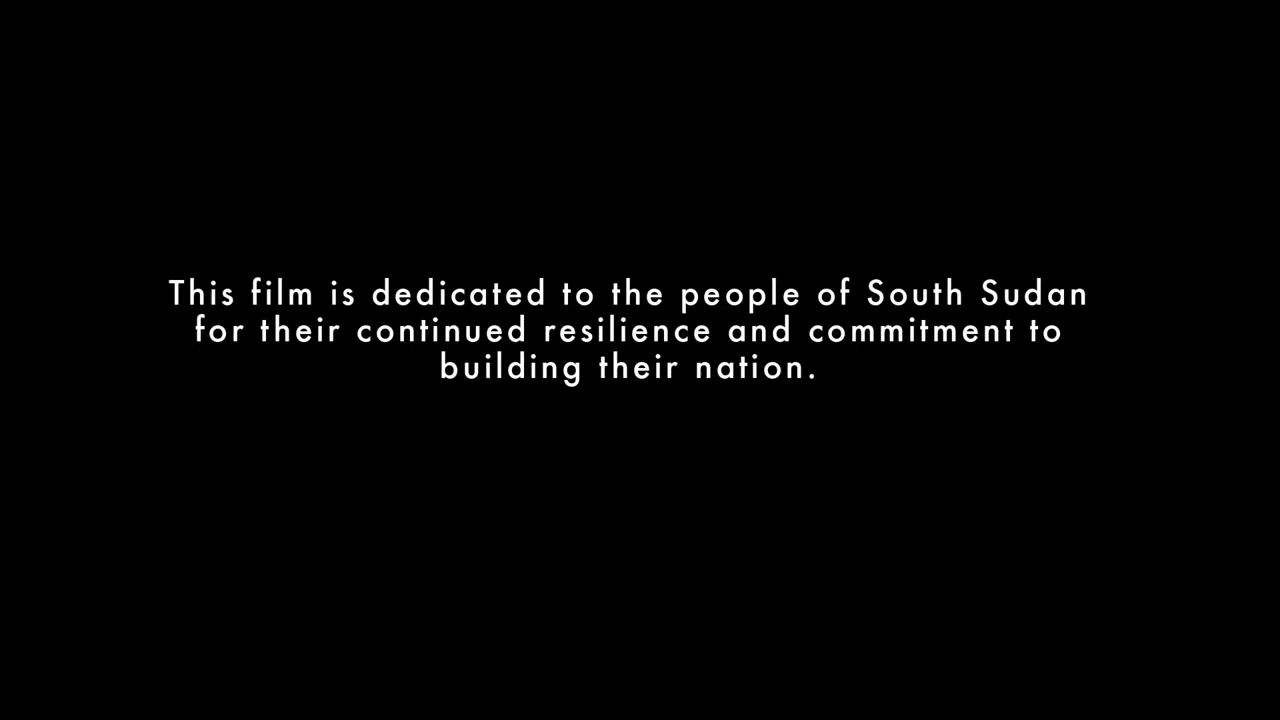 This film is dedicated to the people of South Sudan
for their continued resilience and commitment to
building their nation.